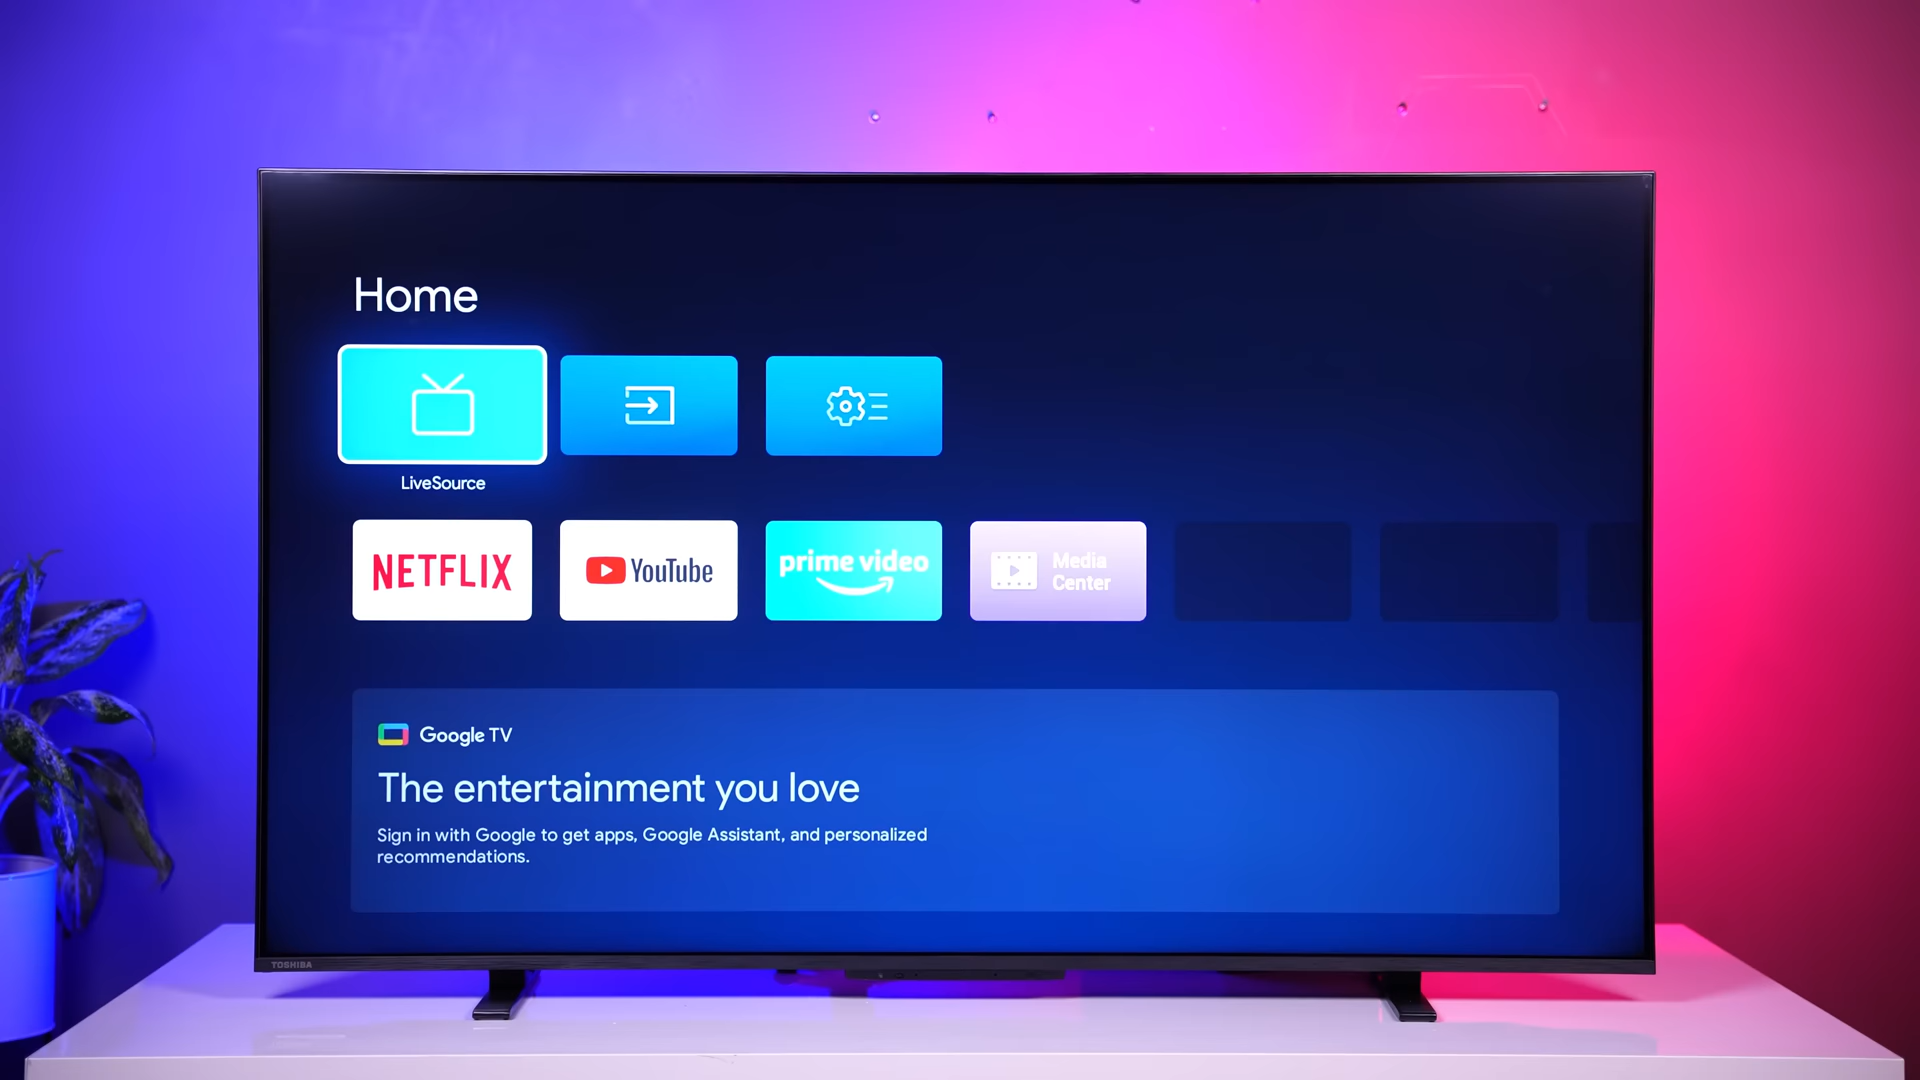 Home
LiveSource
NETFLIX
YouTube
prime video
Media
Center
Google TV
The entertainment you love
Sign in with Google to get apps, Google Assistant, and personalized
recommendations.
TOSHIBA